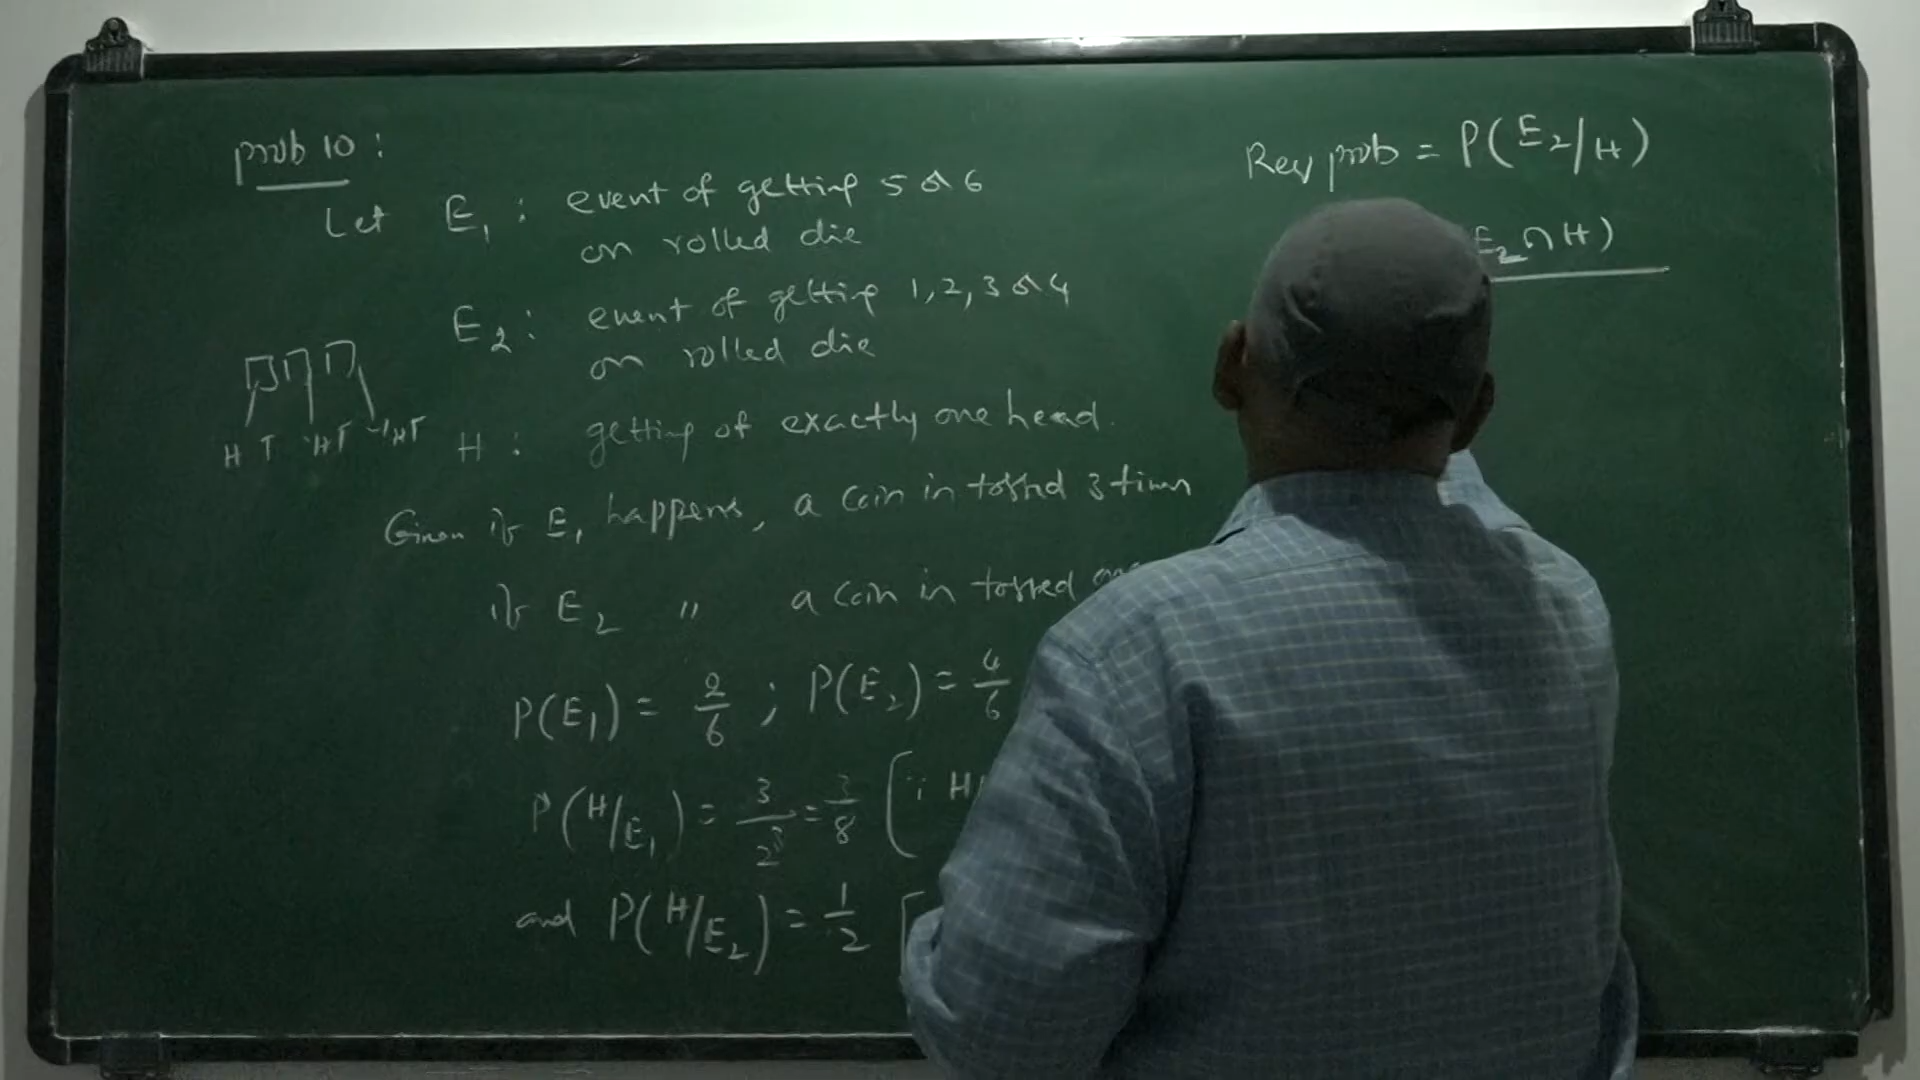 prob 10 :
Let E₁ : event of getting 5 or 6
on rolled die
E₂ : event of getting 1, 2, 3 or 4
on rolled die
H T HT HT
H : getting of exactly one head.
Given if E₁ happens, a coin is tossed 3 times
if E₂ " a coin is tossed
P(E₁) = 2/6 ; P(E₂) = 4/6
P(H/E₁) = 3/2³ = 3/8 [∵ H
and P(H/E₂) = 1/2 [
Req prob = P(E₂/H)
E₂ ∩ H)